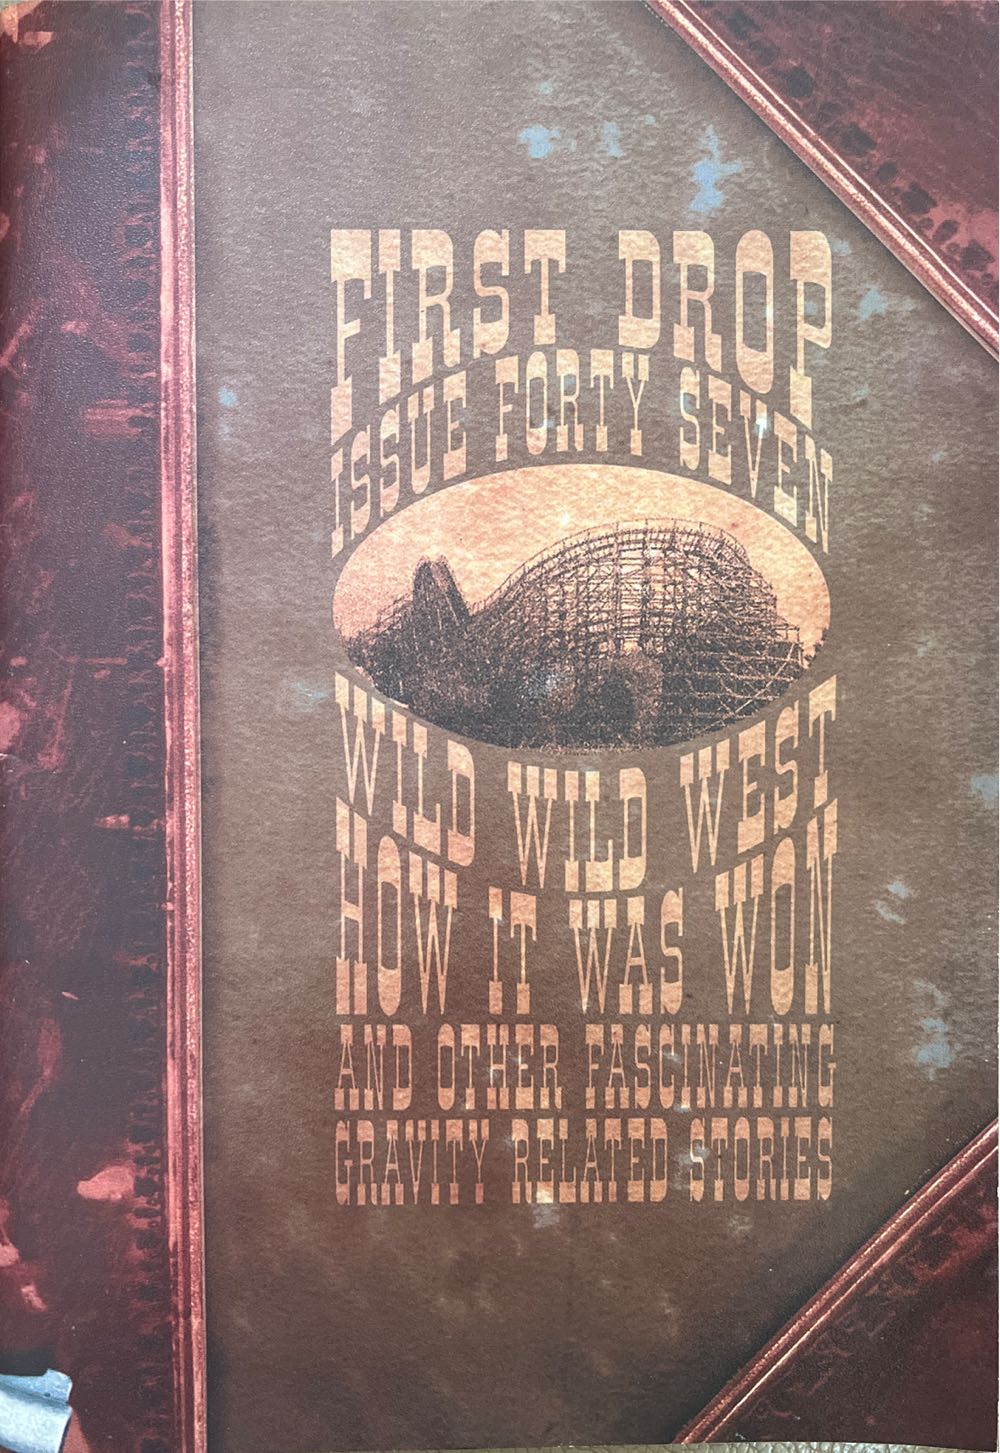 FIRST DROP
ISSUE FORTY SEVEN
WILD WILD WEST
HOW IT WAS WON
AND OTHER FASCINATING
GRAVITY RELATED STORIES